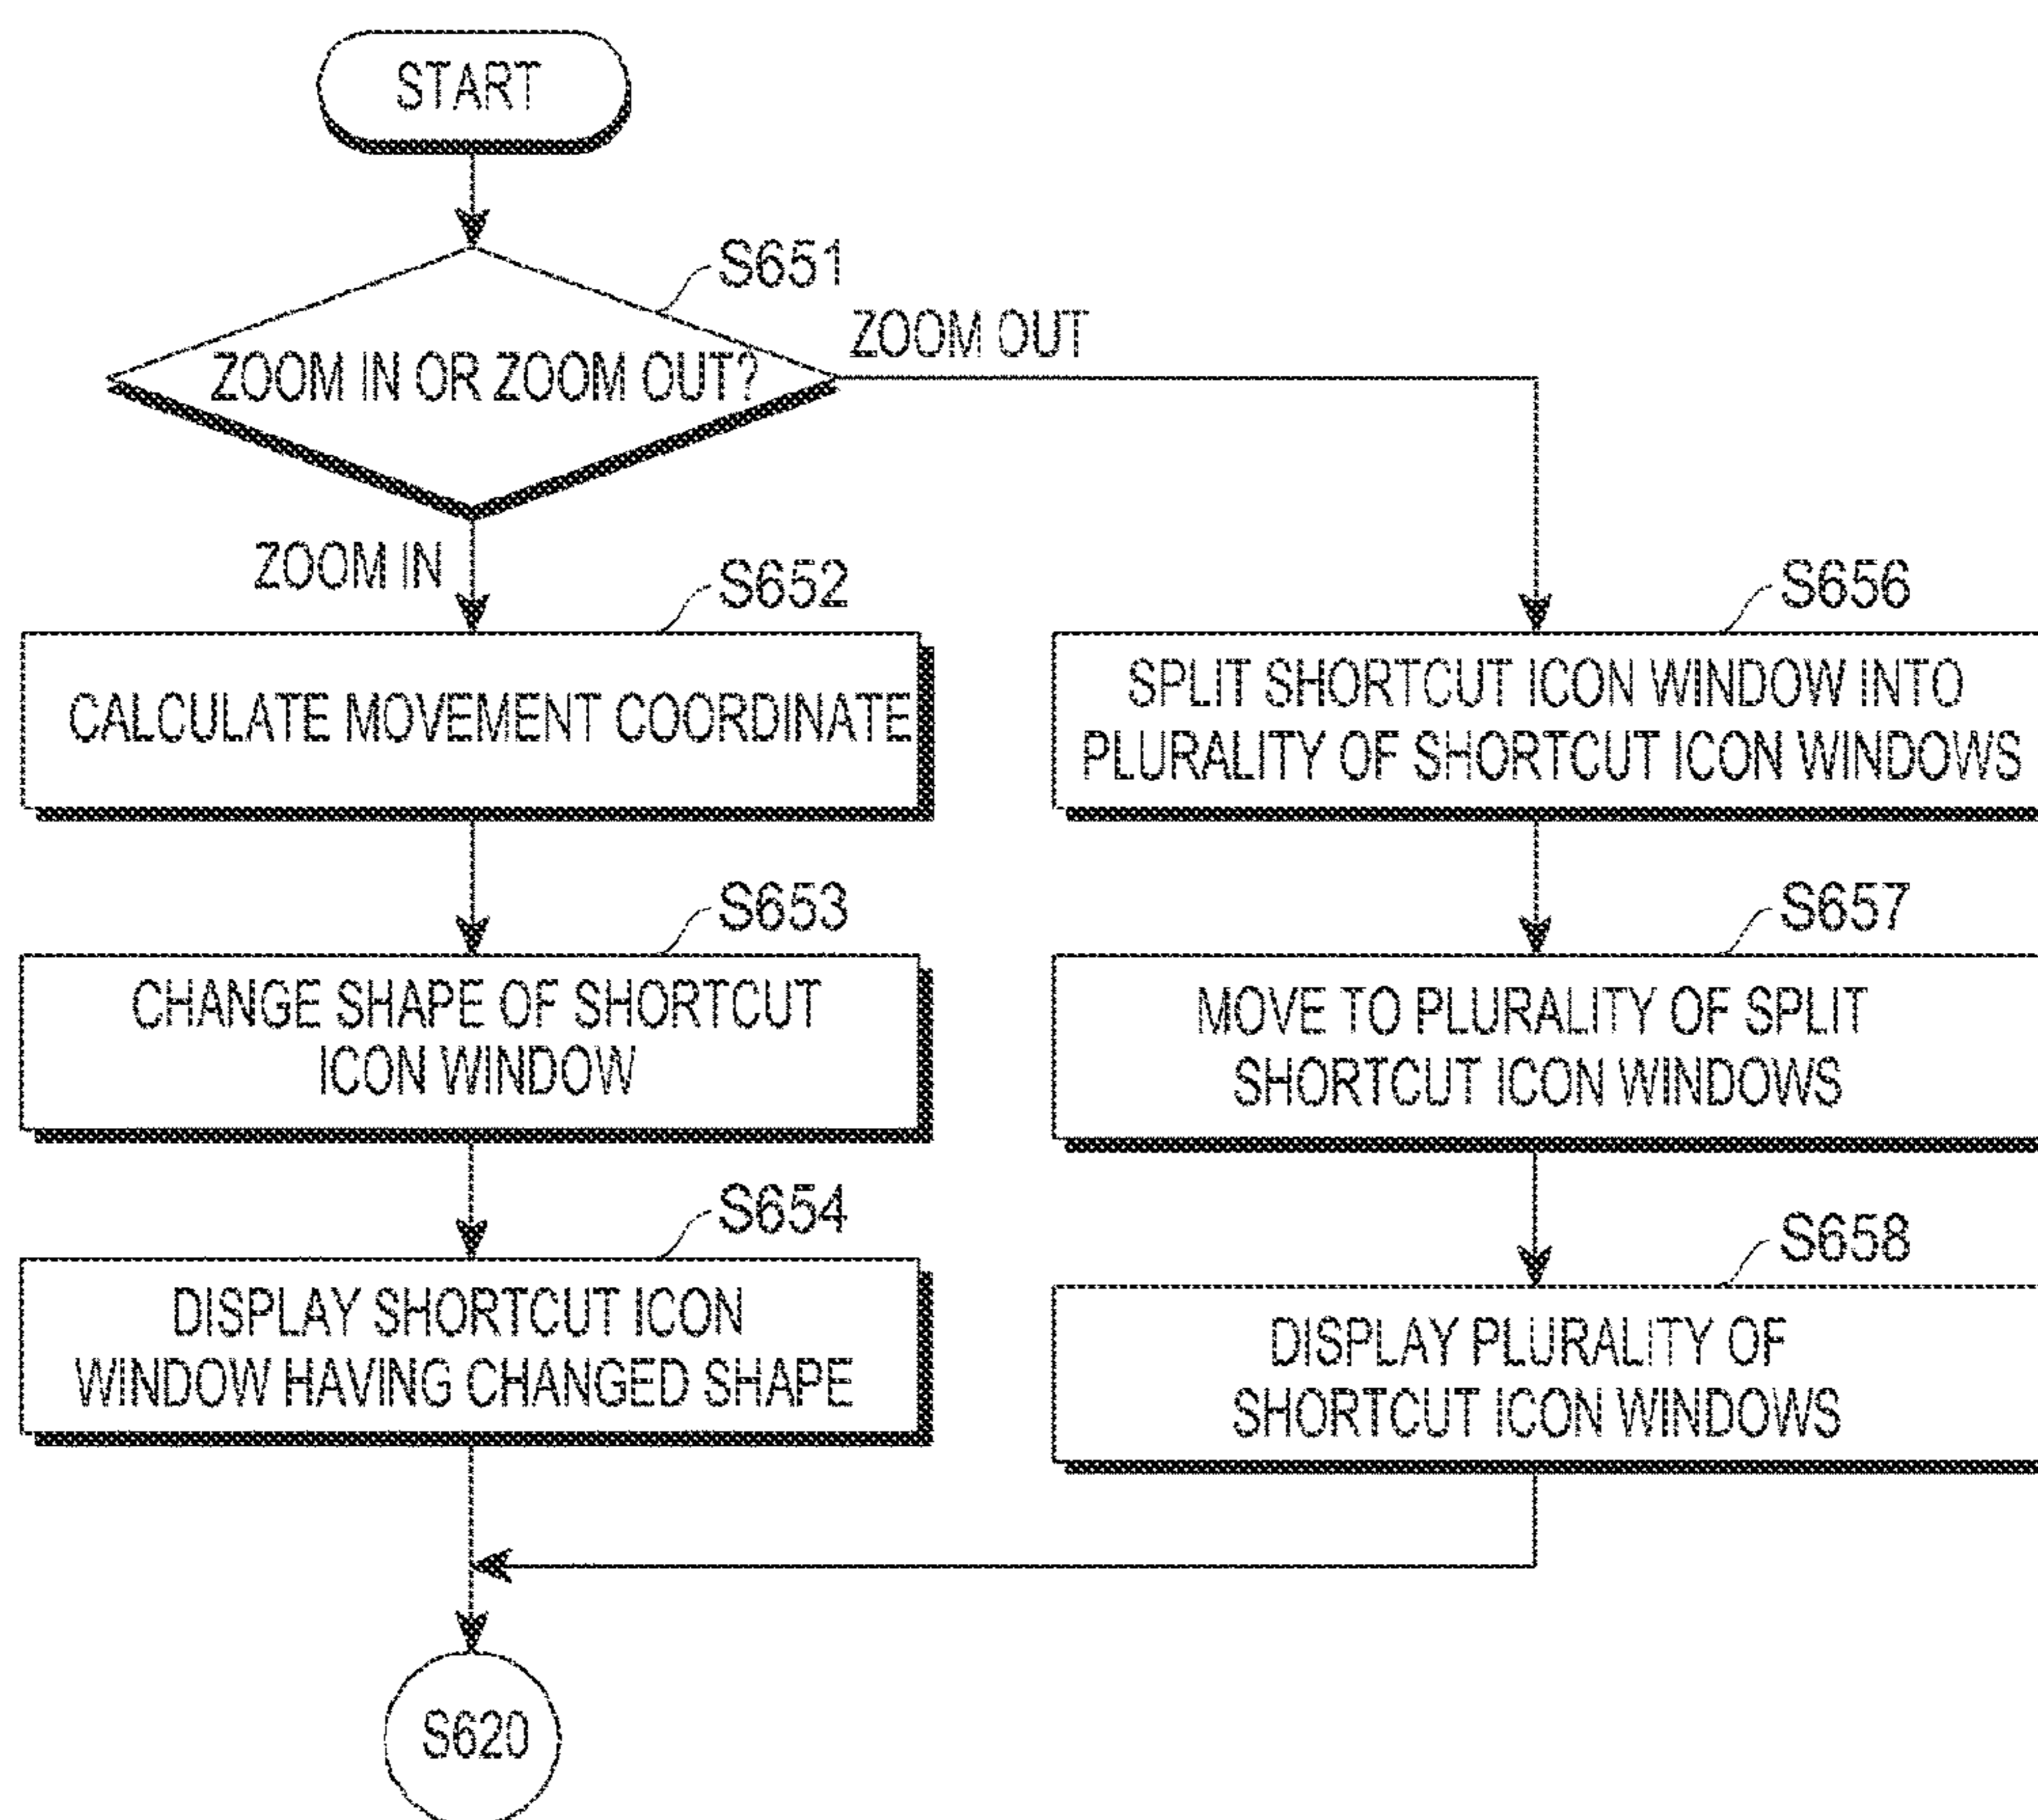 START
S651
ZOOM IN OR ZOOM OUT?
ZOOM OUT
ZOOM IN
S652
CALCULATE MOVEMENT COORDINATE
S653
CHANGE SHAPE OF SHORTCUT
ICON WINDOW
S654
DISPLAY SHORTCUT ICON
WINDOW HAVING CHANGED SHAPE
S656
SPLIT SHORTCUT ICON WINDOW INTO
PLURALITY OF SHORTCUT ICON WINDOWS
S657
MOVE TO PLURALITY OF SPLIT
SHORTCUT ICON WINDOWS
S658
DISPLAY PLURALITY OF
SHORTCUT ICON WINDOWS
S620